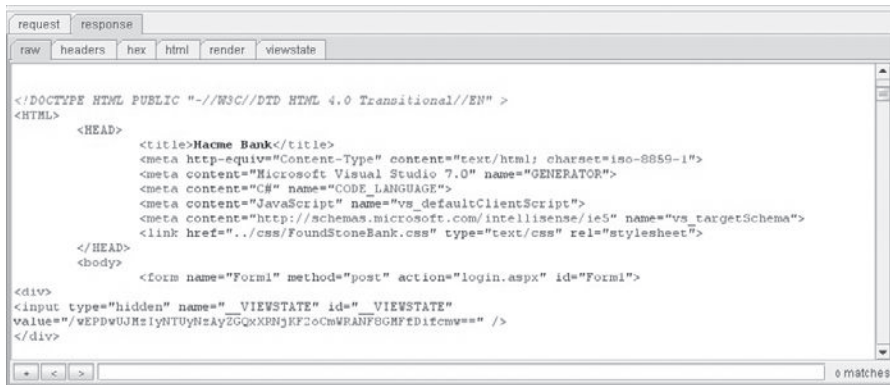 request response
raw headers hex html render viewstate
<!DOCTYPE HTML PUBLIC "-//W3C//DTD HTML 4.0 Transitional//EN" >
<HTML>
<HEAD>
<title>Hacme Bank</title>
<meta http-equiv="Content-Type" content="text/html; charset=iso-8859-1">
<meta content="Microsoft Visual Studio 7.0" name="GENERATOR">
<meta content="C#" name="CODE_LANGUAGE">
<meta content="JavaScript" name="vs_defaultClientScript">
<meta content="http://schemas.microsoft.com/intellisense/ie5" name="vs_targetSchema">
<link href="../css/FoundStoneBank.css" type="text/css" rel="stylesheet">
</HEAD>
<body>
<form name="Form1" method="post" action="login.aspx" id="Form1">
<div>
<input type="hidden" name="__VIEWSTATE" id="__VIEWSTATE"
value=" />
</div>
+ < > 0 matches